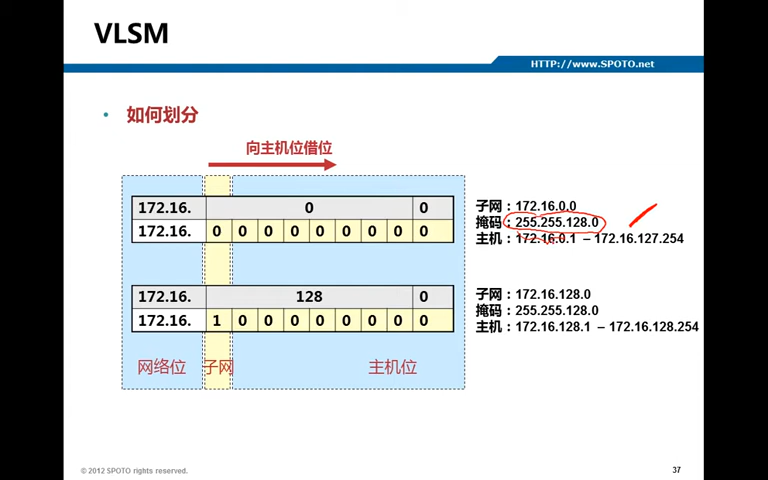 VLSM
HTTP://www.SPOTO.net
• 如何划分
向主机位借位
172.16. 0 0
172.16. 0 0 0 0 0 0 0 0 0
子网：172.16.0.0
掩码：255.255.128.0
主机：172.16.0.1 – 172.16.127.254
172.16. 128 0
172.16. 1 0 0 0 0 0 0 0 0
子网：172.16.128.0
掩码：255.255.128.0
主机：172.16.128.1 – 172.16.128.254
网络位 子网 主机位
© 2012 SPOTO rights reserved.
37